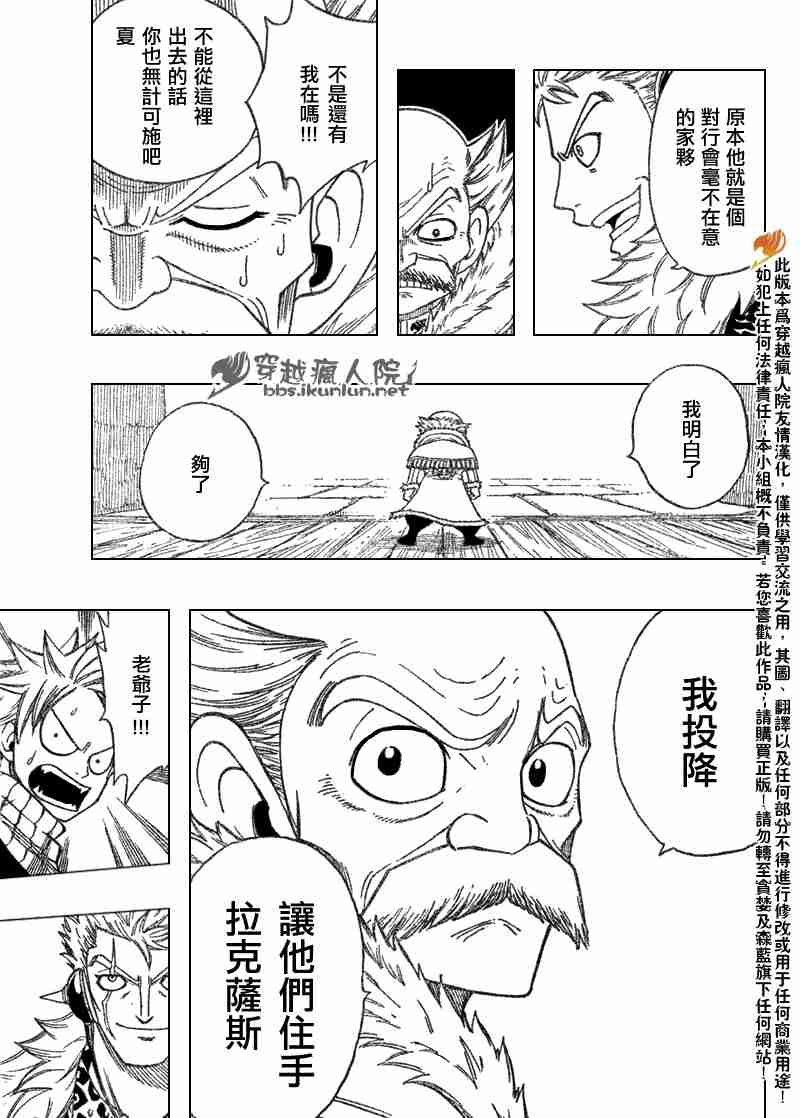 原本他就是個
對行會毫不在意
的家夥
不是還有
我在嗎!!!
不能從這裡
出去的話
你也無計可施吧
夏
我明白了
夠了
我投降
讓他們住手
拉克薩斯
老爺子!!!
穿越瘋人院
bbs.ikunlun.net
此版本爲穿越瘋人院友情漢化，僅供學習交流之用，其圖、翻譯以及任何部分不得進行修改或用于任何商業用途！
如犯上任何法律責任，本小組概不負責。若您喜歡此作品，請購買正版！請勿轉至貪婪及森藍旗下任何網站！